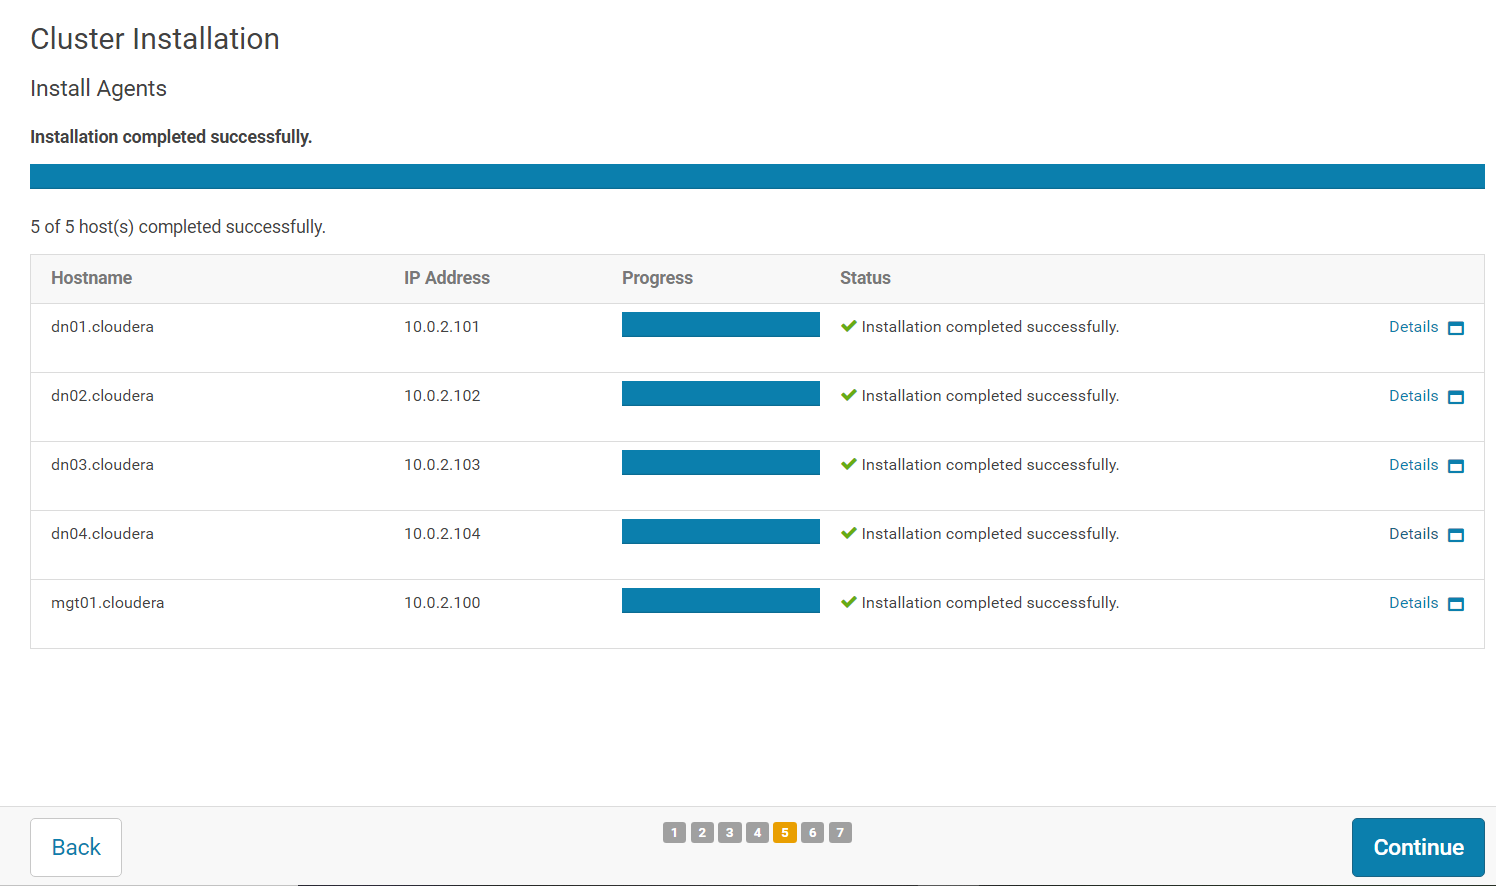 Cluster Installation
Install Agents
Installation completed successfully.
5 of 5 host(s) completed successfully.
Hostname IP Address Progress Status
dn01.cloudera 10.0.2.101 Installation completed successfully. Details
dn02.cloudera 10.0.2.102 Installation completed successfully. Details
dn03.cloudera 10.0.2.103 Installation completed successfully. Details
dn04.cloudera 10.0.2.104 Installation completed successfully. Details
mgt01.cloudera 10.0.2.100 Installation completed successfully. Details
Back 1 2 3 4 5 6 7 Continue